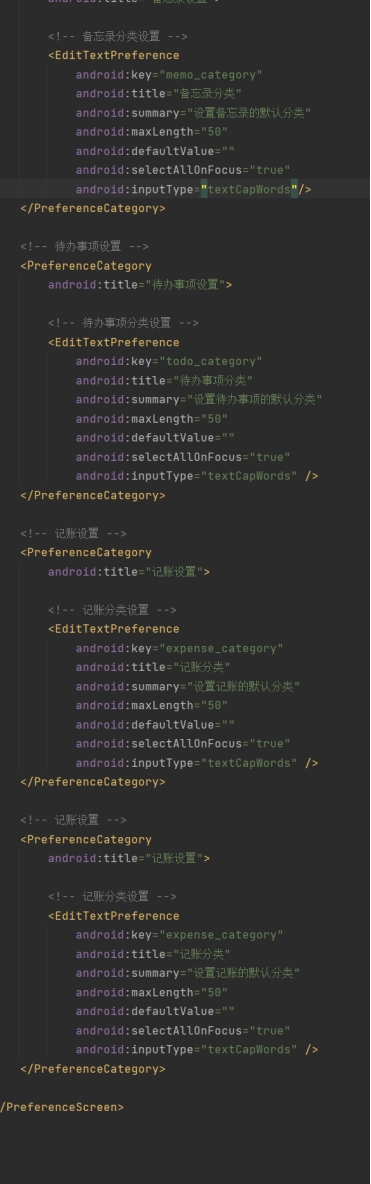 android:title="备忘录设置">
<!-- 备忘录分类设置 -->
<EditTextPreference
android:key="memo_category"
android:title="备忘录分类"
android:summary="设置备忘录的默认分类"
android:maxLength="50"
android:defaultValue=""
android:selectAllOnFocus="true"
android:inputType="textCapWords"/>
</PreferenceCategory>
<!-- 待办事项设置 -->
<PreferenceCategory
android:title="待办事项设置">
<!-- 待办事项分类设置 -->
<EditTextPreference
android:key="todo_category"
android:title="待办事项分类"
android:summary="设置待办事项的默认分类"
android:maxLength="50"
android:defaultValue=""
android:selectAllOnFocus="true"
android:inputType="textCapWords" />
</PreferenceCategory>
<!-- 记账设置 -->
<PreferenceCategory
android:title="记账设置">
<!-- 记账分类设置 -->
<EditTextPreference
android:key="expense_category"
android:title="记账分类"
android:summary="设置记账的默认分类"
android:maxLength="50"
android:defaultValue=""
android:selectAllOnFocus="true"
android:inputType="textCapWords" />
</PreferenceCategory>
<!-- 记账设置 -->
<PreferenceCategory
android:title="记账设置">
<!-- 记账分类设置 -->
<EditTextPreference
android:key="expense_category"
android:title="记账分类"
android:summary="设置记账的默认分类"
android:maxLength="50"
android:defaultValue=""
android:selectAllOnFocus="true"
android:inputType="textCapWords" />
</PreferenceCategory>
/PreferenceScreen>